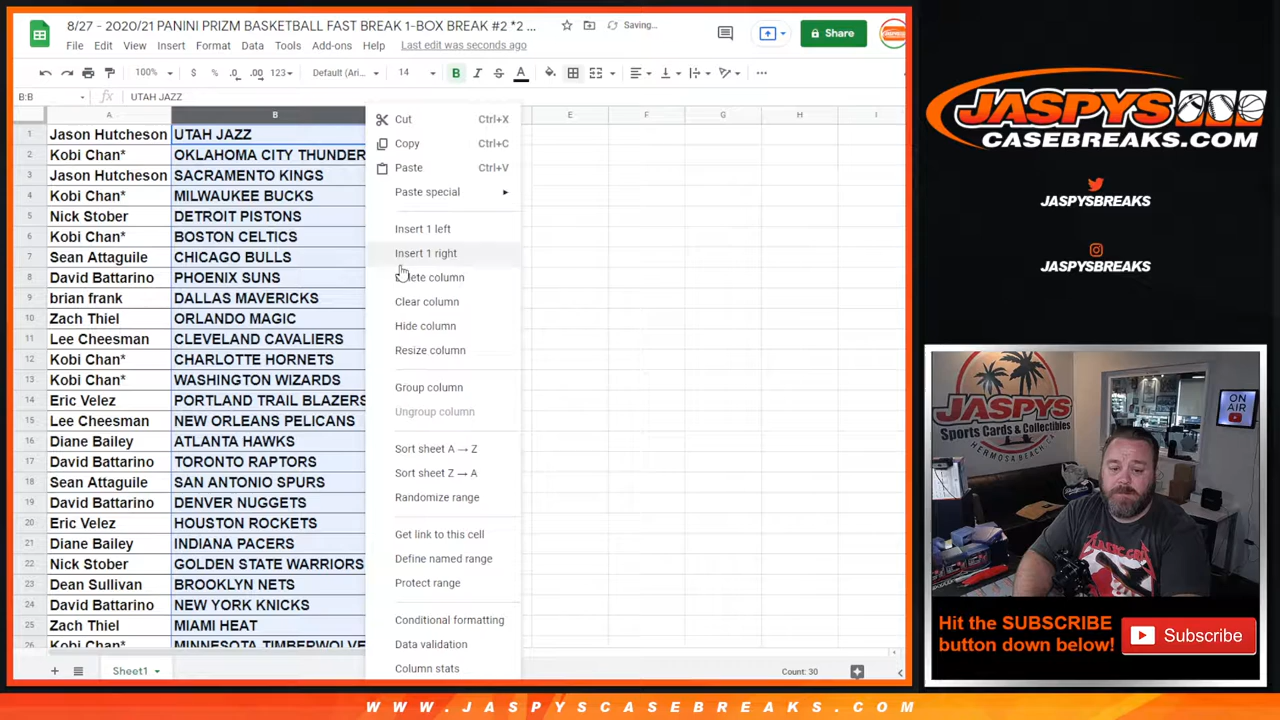 8/27 - 2020/21 PANINI PRIZM BASKETBALL FAST BREAK 1-BOX BREAK #2 *2 ...
Saving...
Share
File Edit View Insert Format Data Tools Add-ons Help Last edit was seconds ago
100% $ % .0 .00 123 Default (Ari... 14 B I S A
B:B fx UTAH JAZZ
A B E F G H I
1 Jason Hutcheson UTAH JAZZ
2 Kobi Chan* OKLAHOMA CITY THUNDER
3 Jason Hutcheson SACRAMENTO KINGS
4 Kobi Chan* MILWAUKEE BUCKS
5 Nick Stober DETROIT PISTONS
6 Kobi Chan* BOSTON CELTICS
7 Sean Attaguile CHICAGO BULLS
8 David Battarino PHOENIX SUNS
9 brian frank DALLAS MAVERICKS
10 Zach Thiel ORLANDO MAGIC
11 Lee Cheesman CLEVELAND CAVALIERS
12 Kobi Chan* CHARLOTTE HORNETS
13 Kobi Chan* WASHINGTON WIZARDS
14 Eric Velez PORTLAND TRAIL BLAZERS
15 Lee Cheesman NEW ORLEANS PELICANS
16 Diane Bailey ATLANTA HAWKS
17 David Battarino TORONTO RAPTORS
18 Sean Attaguile SAN ANTONIO SPURS
19 David Battarino DENVER NUGGETS
20 Eric Velez HOUSTON ROCKETS
21 Diane Bailey INDIANA PACERS
22 Nick Stober GOLDEN STATE WARRIORS
23 Dean Sullivan BROOKLYN NETS
24 David Battarino NEW YORK KNICKS
25 Zach Thiel MIAMI HEAT
26 Kobi Chan* MINNESOTA TIMBERWOLVE
Cut Ctrl+X
Copy Ctrl+C
Paste Ctrl+V
Paste special
Insert 1 left
Insert 1 right
lete column
Clear column
Hide column
Resize column
Group column
Ungroup column
Sort sheet A → Z
Sort sheet Z → A
Randomize range
Get link to this cell
Define named range
Protect range
Conditional formatting
Data validation
Column stats
Sheet1
Count: 30
JASPYS
CASEBREAKS.COM
JASPYSBREAKS
JASPYSBREAKS
JASPYS
Sports Cards & Collectibles
HERMOSA BEACH, CA
ON
AIR
Hit the SUBSCRIBE
button down below!
Subscribe
WWW.JASPYSCASEBREAKS.COM